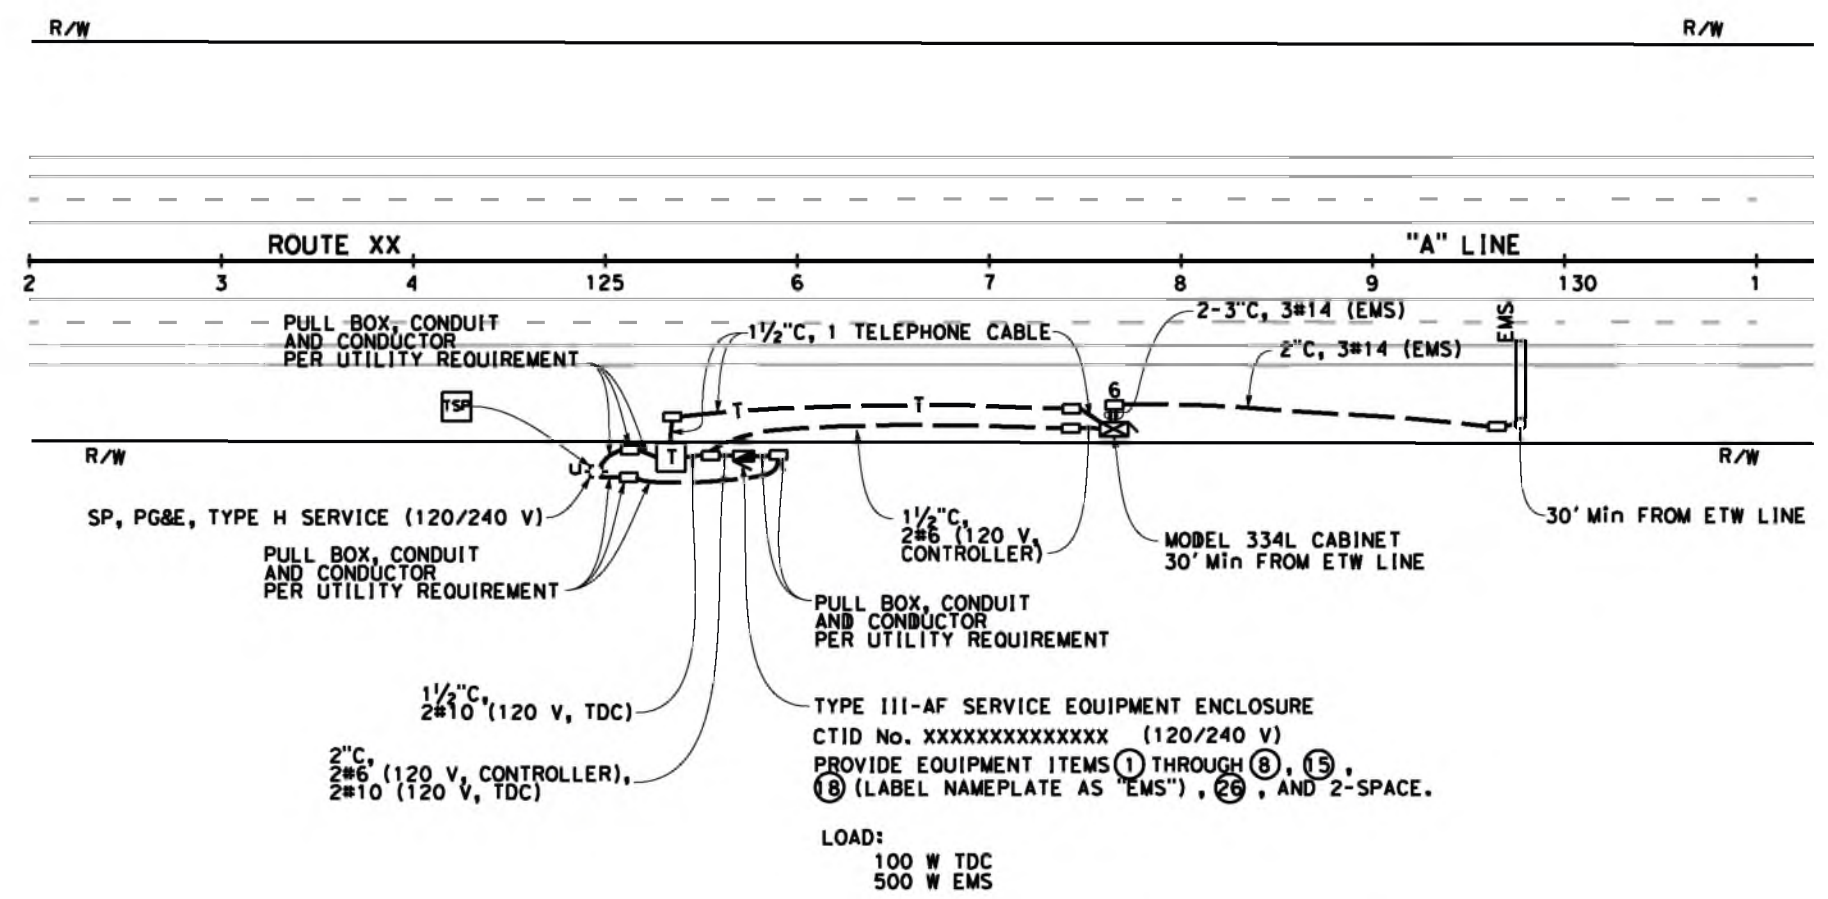 R/W
R/W
ROUTE XX
"A" LINE
2 3 4 125 6 7 8 9 130 1
PULL BOX, CONDUIT
AND CONDUCTOR
PER UTILITY REQUIREMENT
1½"C, 1 TELEPHONE CABLE
2-3"C, 3#14 (EMS)
2"C, 3#14 (EMS)
EMS
TSP
6
T
T
T
U
R/W
R/W
SP, PG&E, TYPE H SERVICE (120/240 V)
PULL BOX, CONDUIT
AND CONDUCTOR
PER UTILITY REQUIREMENT
1½"C,
2#6 (120 V,
CONTROLLER)
MODEL 334L CABINET
30' Min FROM ETW LINE
30' Min FROM ETW LINE
PULL BOX, CONDUIT
AND CONDUCTOR
PER UTILITY REQUIREMENT
1½"C,
2#10 (120 V, TDC)
2"C,
2#6 (120 V, CONTROLLER),
2#10 (120 V, TDC)
TYPE III-AF SERVICE EQUIPMENT ENCLOSURE
CTID No. XXXXXXXXXXXXXX (120/240 V)
PROVIDE EQUIPMENT ITEMS 1 THROUGH 8, 15,
18 (LABEL NAMEPLATE AS "EMS"), 26, AND 2-SPACE.
LOAD:
100 W TDC
500 W EMS